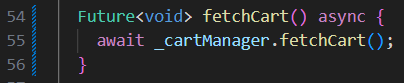 54 Future<void> fetchCart() async {
55 await _cartManager.fetchCart();
56 }